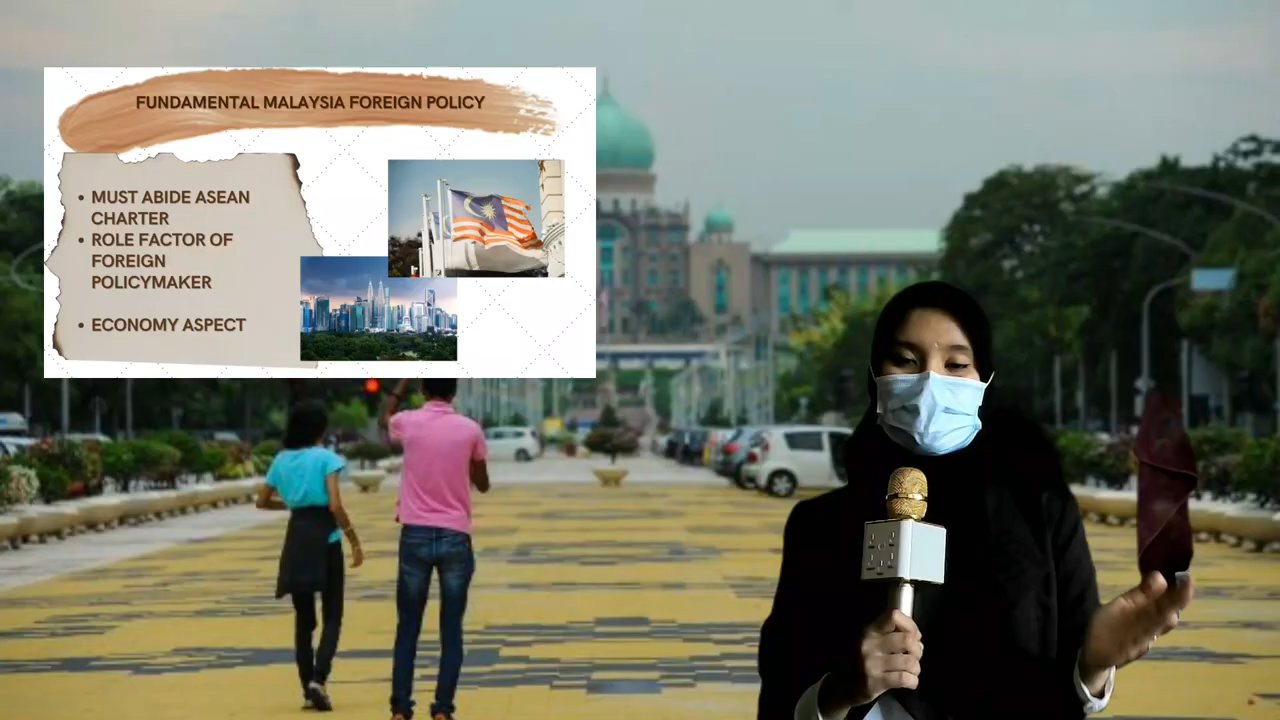 FUNDAMENTAL MALAYSIA FOREIGN POLICY
• MUST ABIDE ASEAN
CHARTER
• ROLE FACTOR OF
FOREIGN
POLICYMAKER
• ECONOMY ASPECT